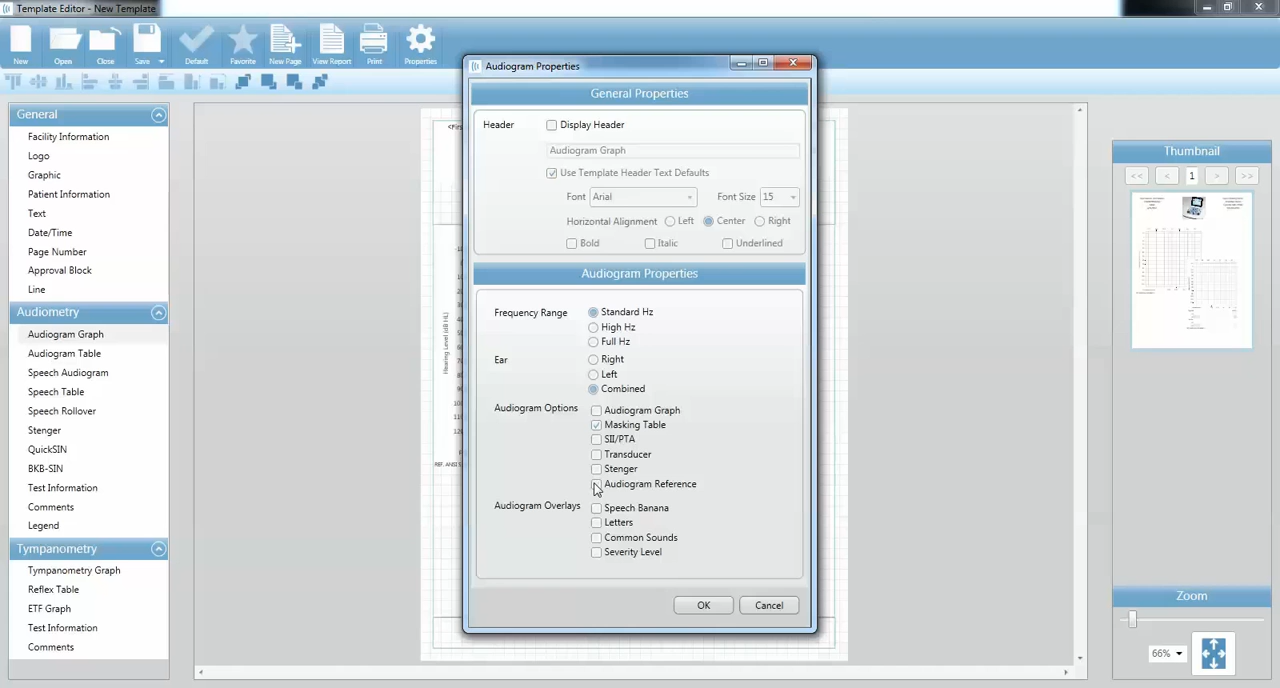 Template Editor - New Template
New
Open
Close
Save
Default
Favorite
New Page
View Report
Print
Properties
General
Facility Information
Logo
Graphic
Patient Information
Text
Date/Time
Page Number
Approval Block
Line
Audiometry
Audiogram Graph
Audiogram Table
Speech Audiogram
Speech Table
Speech Rollover
Stenger
QuickSIN
BKB-SIN
Test Information
Comments
Legend
Tympanometry
Tympanometry Graph
Reflex Table
ETF Graph
Test Information
Comments
Hearing Level (dB HL)
Audiogram Properties
General Properties
Header
Display Header
Audiogram Graph
Use Template Header Text Defaults
Font Arial Font Size 15
Horizontal Alignment Left Center Right
Bold Italic Underlined
Audiogram Properties
Frequency Range
Standard Hz
High Hz
Full Hz
Ear
Right
Left
Combined
Audiogram Options
Audiogram Graph
Masking Table
SII/PTA
Transducer
Stenger
Audiogram Reference
Audiogram Overlays
Speech Banana
Letters
Common Sounds
Severity Level
OK
Cancel
Thumbnail
<< < 1 > >>
Zoom
66%